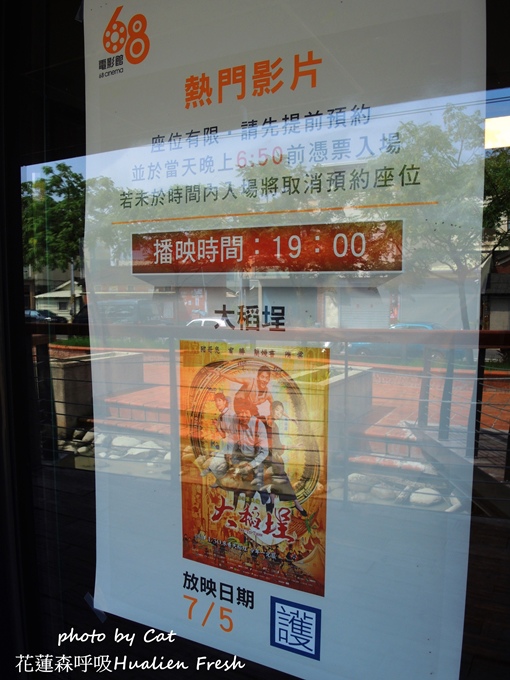 68
電影館
68 cinema
熱門影片
座位有限，請先提前預約
並於當天晚上6:50前憑票入場
若未於時間內入場將取消預約座位
播映時間：19：00
大稻埕
大稻埕
放映日期
7/5
護
photo by Cat
花蓮森呼吸Hualien Fresh